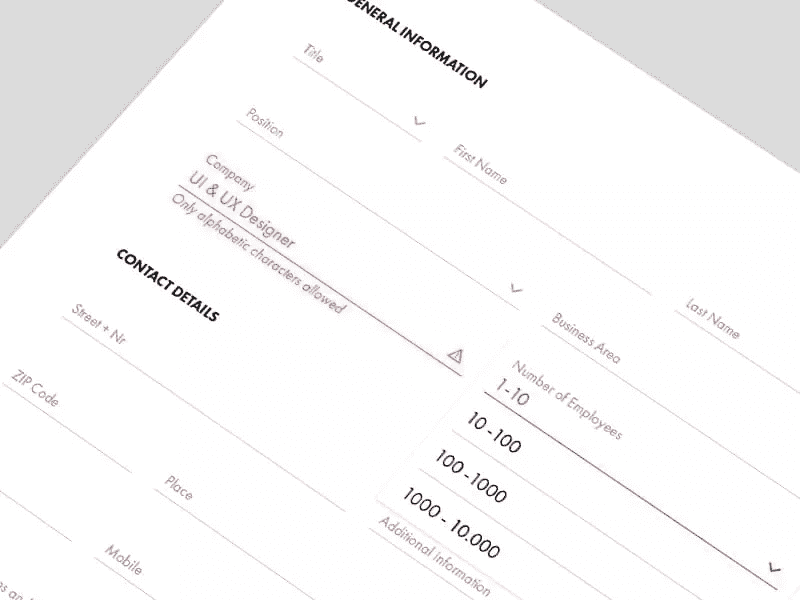 GENERAL INFORMATION
Title
First Name
Last Name
Position
Business Area
Company
UI & UX Designer
Only alphabetic characters allowed
Number of Employees
1-10
10 -100
100 -1000
1000 - 10.000
CONTACT DETAILS
Street + Nr
Additional information
ZIP Code
Place
Mobile